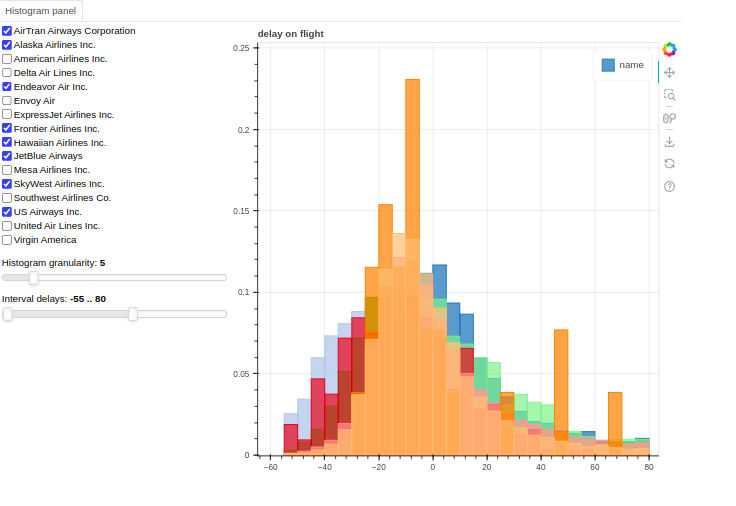 Histogram panel
AirTran Airways Corporation
Alaska Airlines Inc.
American Airlines Inc.
Delta Air Lines Inc.
Endeavor Air Inc.
Envoy Air
ExpressJet Airlines Inc.
Frontier Airlines Inc.
Hawaiian Airlines Inc.
JetBlue Airways
Mesa Airlines Inc.
SkyWest Airlines Inc.
Southwest Airlines Co.
US Airways Inc.
United Air Lines Inc.
Virgin America
Histogram granularity: 5
Interval delays: -55 .. 80
delay on flight
0.25
0.2
0.15
0.1
0.05
0
−60 −40 −20 0 20 40 60 80
name